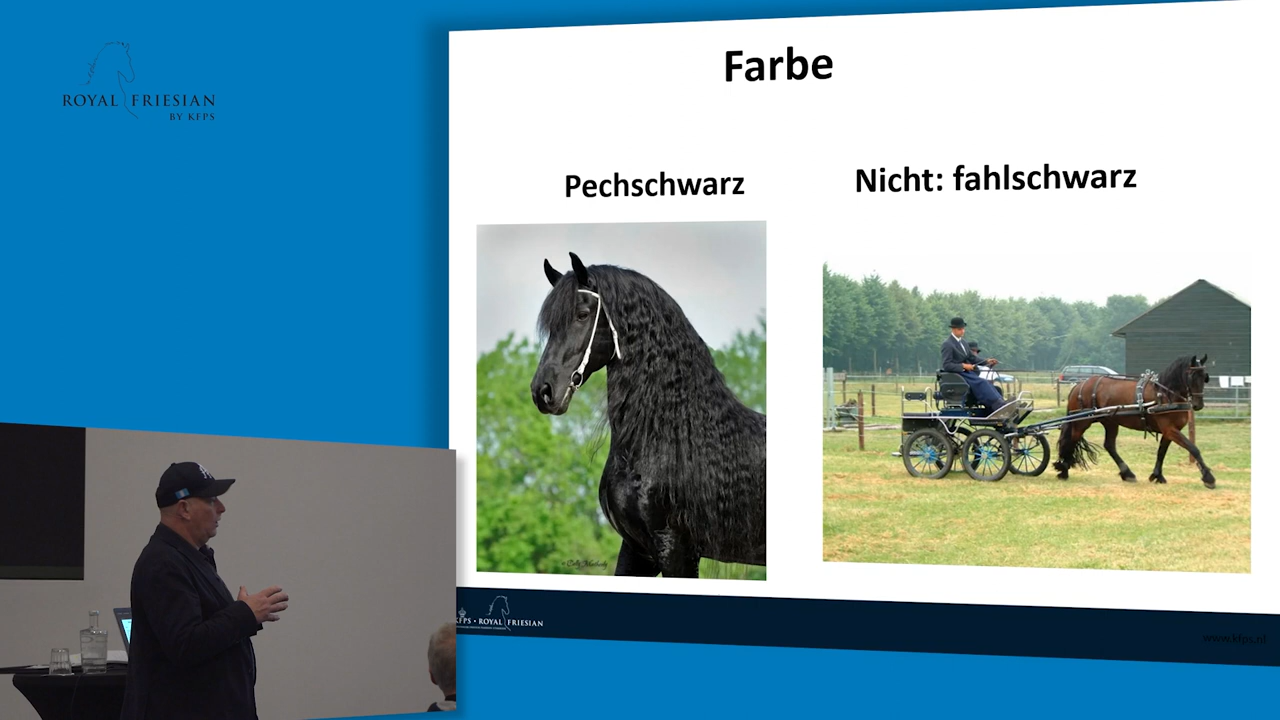 ROYAL FRIESIAN
BY KFPS
Farbe
Pechschwarz
Nicht: fahlschwarz
KFPS • ROYAL FRIESIAN
www.kfps.nl